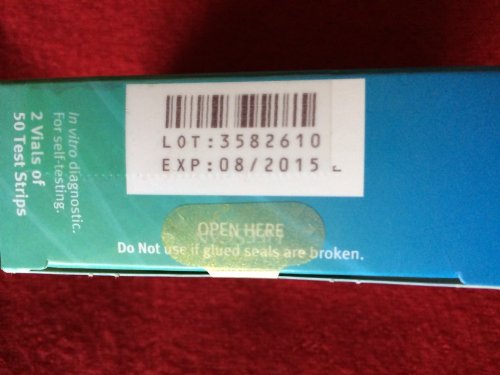 LOT:3582610
EXP:08/2015
In vitro diagnostic.
For self-testing.
2 Vials of
50 Test Strips
OPEN HERE
Do Not use if glued seals are broken.